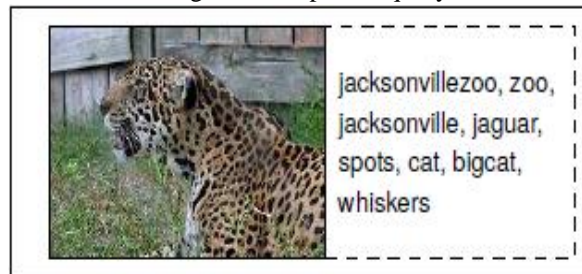 jacksonvillezoo, zoo,
jacksonville, jaguar,
spots, cat, bigcat,
whiskers